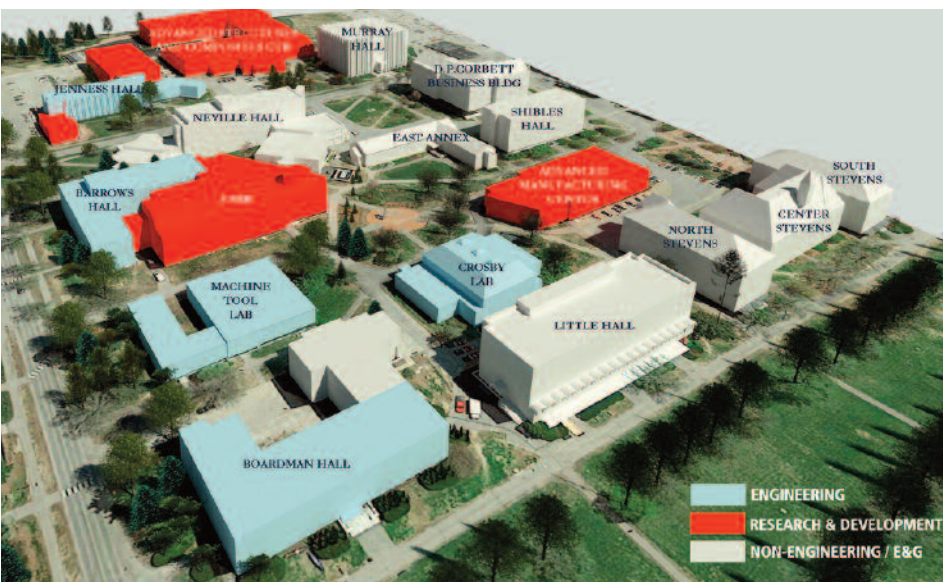 MURRAY
HALL
D.P.CORBETT
BUSINESS BLDG
JENNESS HALL
NEVILLE HALL
SHIBLES
HALL
EAST ANNEX
BARROWS
HALL
ADVANCED
MANUFACTURING
CENTER
SOUTH
STEVENS
CENTER
STEVENS
NORTH
STEVENS
CROSBY
LAB
MACHINE
TOOL
LAB
LITTLE HALL
BOARDMAN HALL
ENGINEERING
RESEARCH & DEVELOPMENT
NON-ENGINEERING / E&G